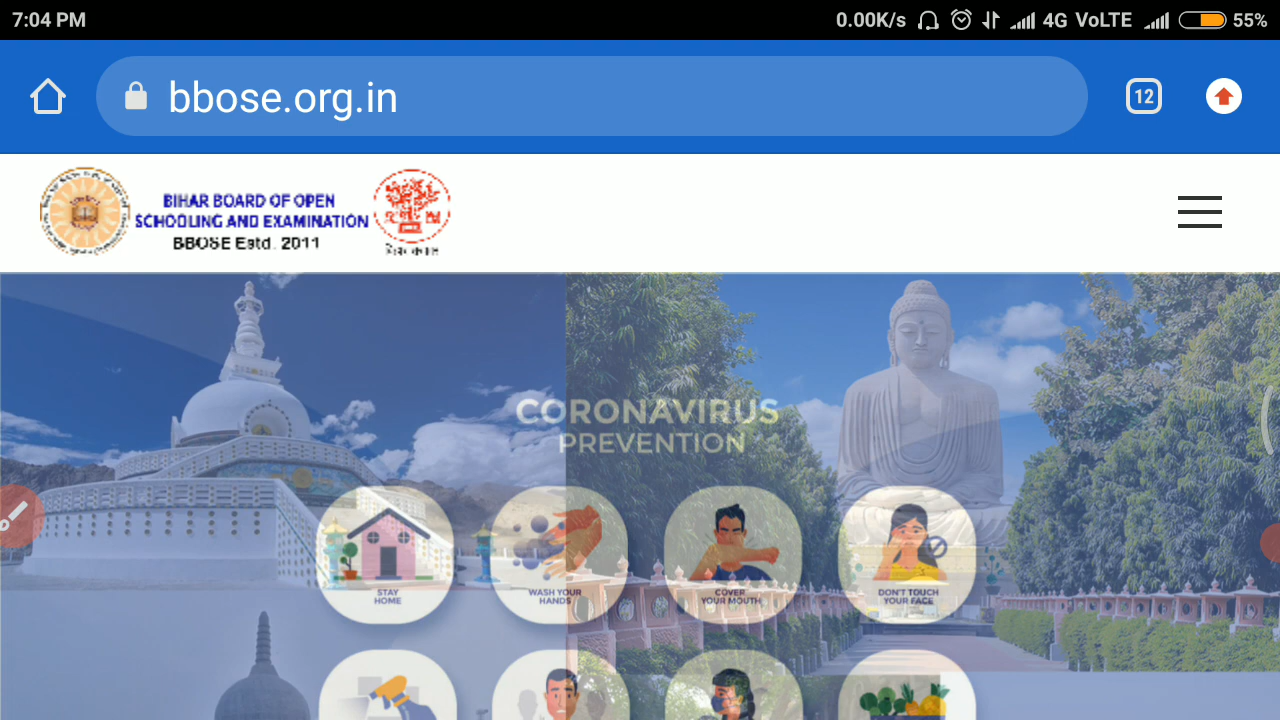 7:04 PM
0.00K/s 4G VoLTE 55%
bbose.org.in
12
BIHAR BOARD OF OPEN
SCHOOLING AND EXAMINATION
BBOSE Estd. 2011
CORONAVIRUS
PREVENTION
STAY
HOME
WASH YOUR
HANDS
COVER
YOUR MOUTH
DON'T TOUCH
YOUR FACE